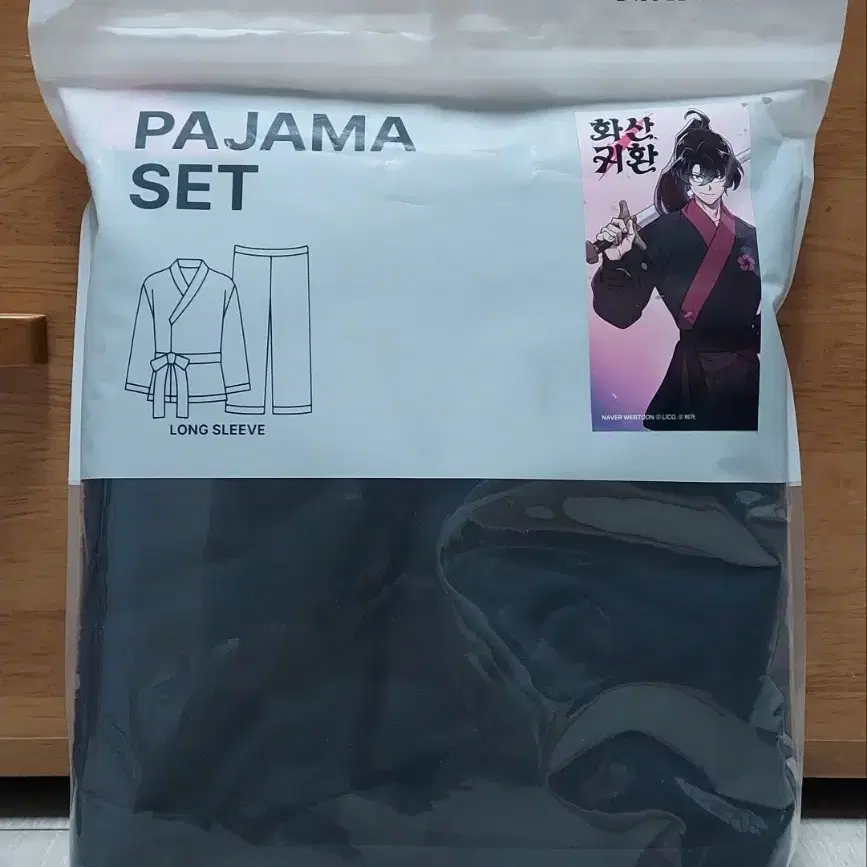 PAJAMA
SET
화산
귀환
LONG SLEEVE
NAVER WEBTOON ⓒ LICO. ⓒ 비가.